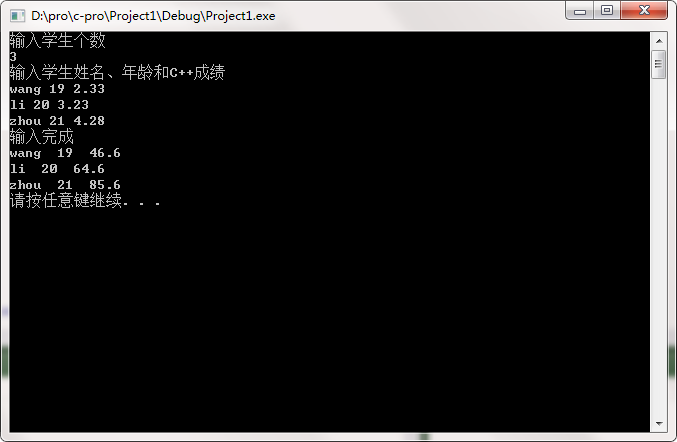 D:\pro\c-pro\Project1\Debug\Project1.exe
输入学生个数
3
输入学生姓名、年龄和C++成绩
wang 19 2.33
li 20 3.23
zhou 21 4.28
输入完成
wang  19  46.6
li  20  64.6
zhou  21  85.6
请按任意键继续. . .